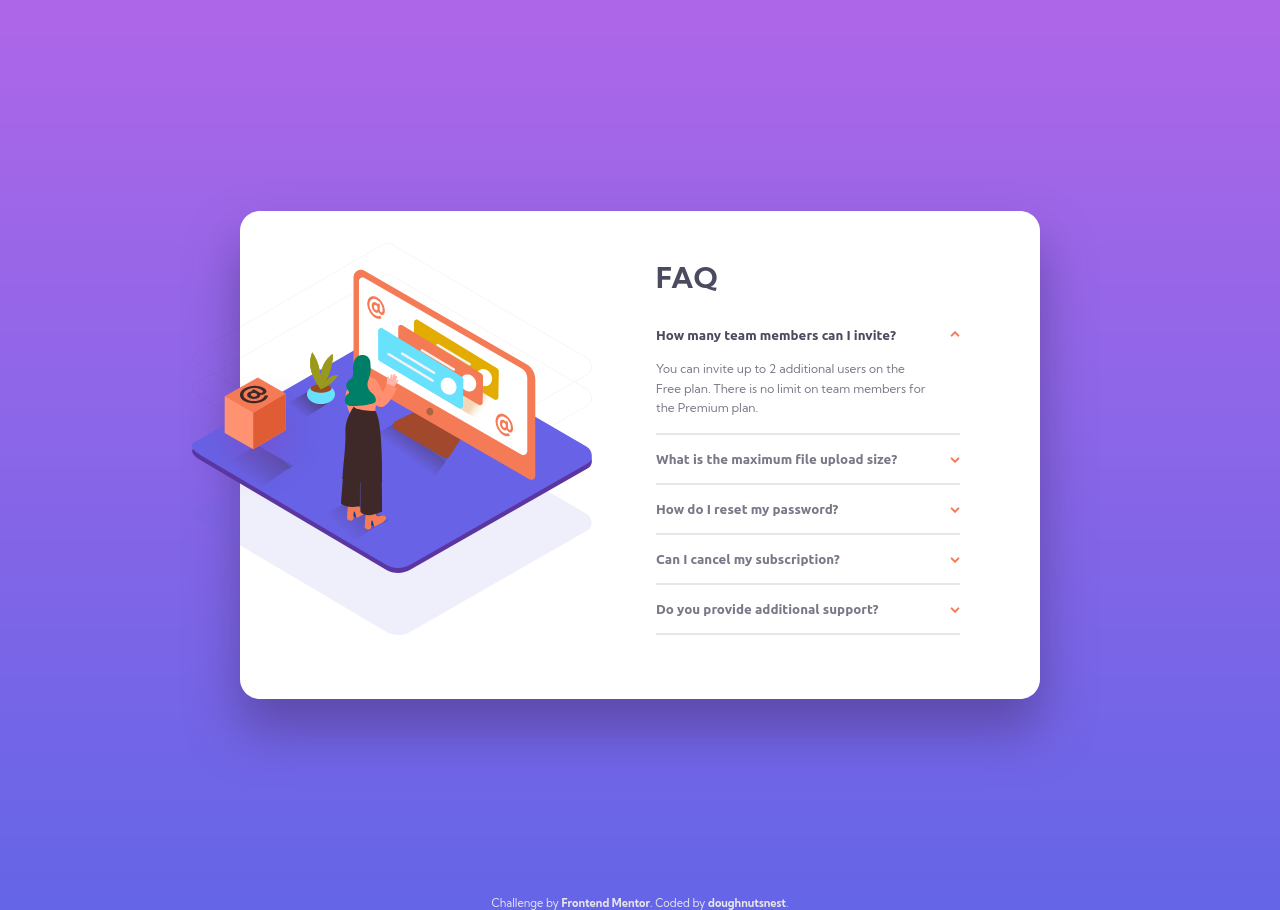 FAQ
How many team members can I invite?
You can invite up to 2 additional users on the
Free plan. There is no limit on team members for
the Premium plan.
What is the maximum file upload size?
How do I reset my password?
Can I cancel my subscription?
Do you provide additional support?
@
@
@
Challenge by Frontend Mentor. Coded by doughnutsnest.